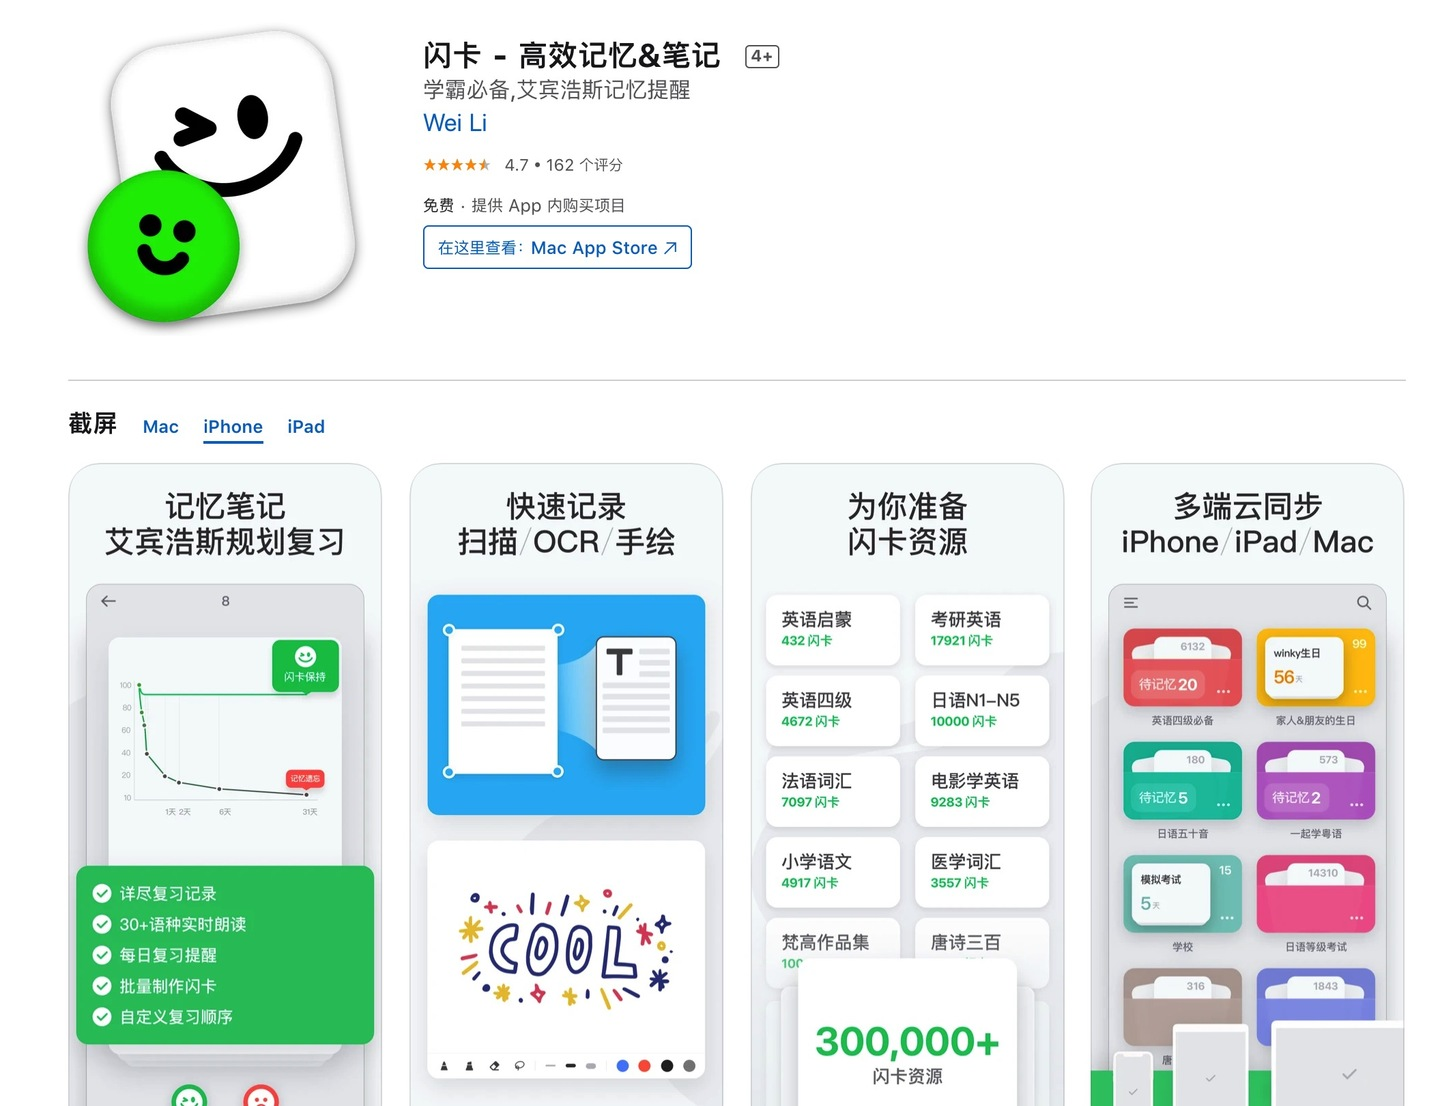 闪卡 - 高效记忆&笔记 4+
学霸必备,艾宾浩斯记忆提醒
Wei Li
4.7 • 162 个评分
免费 · 提供 App 内购买项目
在这里查看：Mac App Store
截屏 Mac iPhone iPad
记忆笔记
艾宾浩斯规划复习
8
闪卡保持
100
80
60
40
20
10
记忆遗忘
1天 2天 6天 31天
详尽复习记录
30+语种实时朗读
每日复习提醒
批量制作闪卡
自定义复习顺序
快速记录
扫描/OCR/手绘
T
COOL
为你准备
闪卡资源
英语启蒙
432 闪卡
考研英语
17921 闪卡
英语四级
4672 闪卡
日语N1-N5
10000 闪卡
法语词汇
7097 闪卡
电影学英语
9283 闪卡
小学语文
4917 闪卡
医学词汇
3557 闪卡
梵高作品集
100
唐诗三百
300,000+
闪卡资源
多端云同步
iPhone/iPad/Mac
6132
待记忆20
英语四级必备
99
winky生日
56天
家人&朋友的生日
180
待记忆5
日语五十音
573
待记忆2
一起学粤语
15
模拟考试
5天
学校
14310
日语等级考试
316
唐
1843